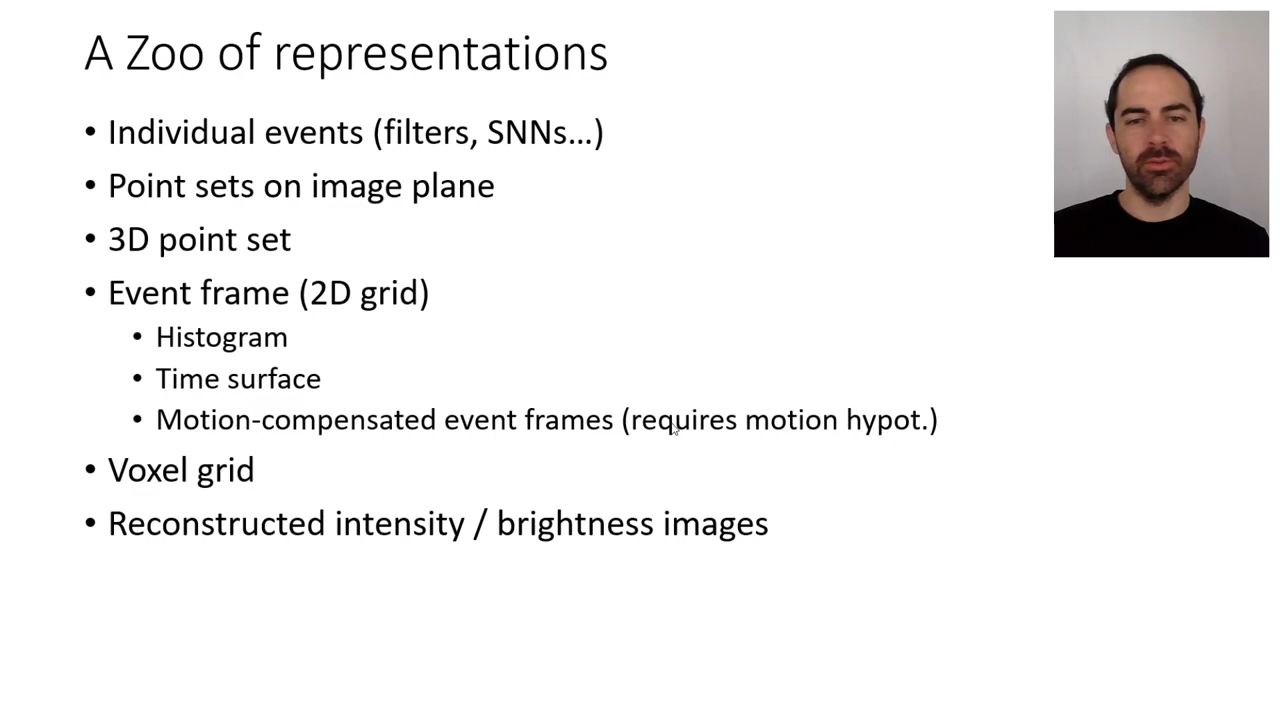 A Zoo of representations
• Individual events (filters, SNNs...)
• Point sets on image plane
• 3D point set
• Event frame (2D grid)
• Histogram
• Time surface
• Motion-compensated event frames (requires motion hypot.)
• Voxel grid
• Reconstructed intensity / brightness images